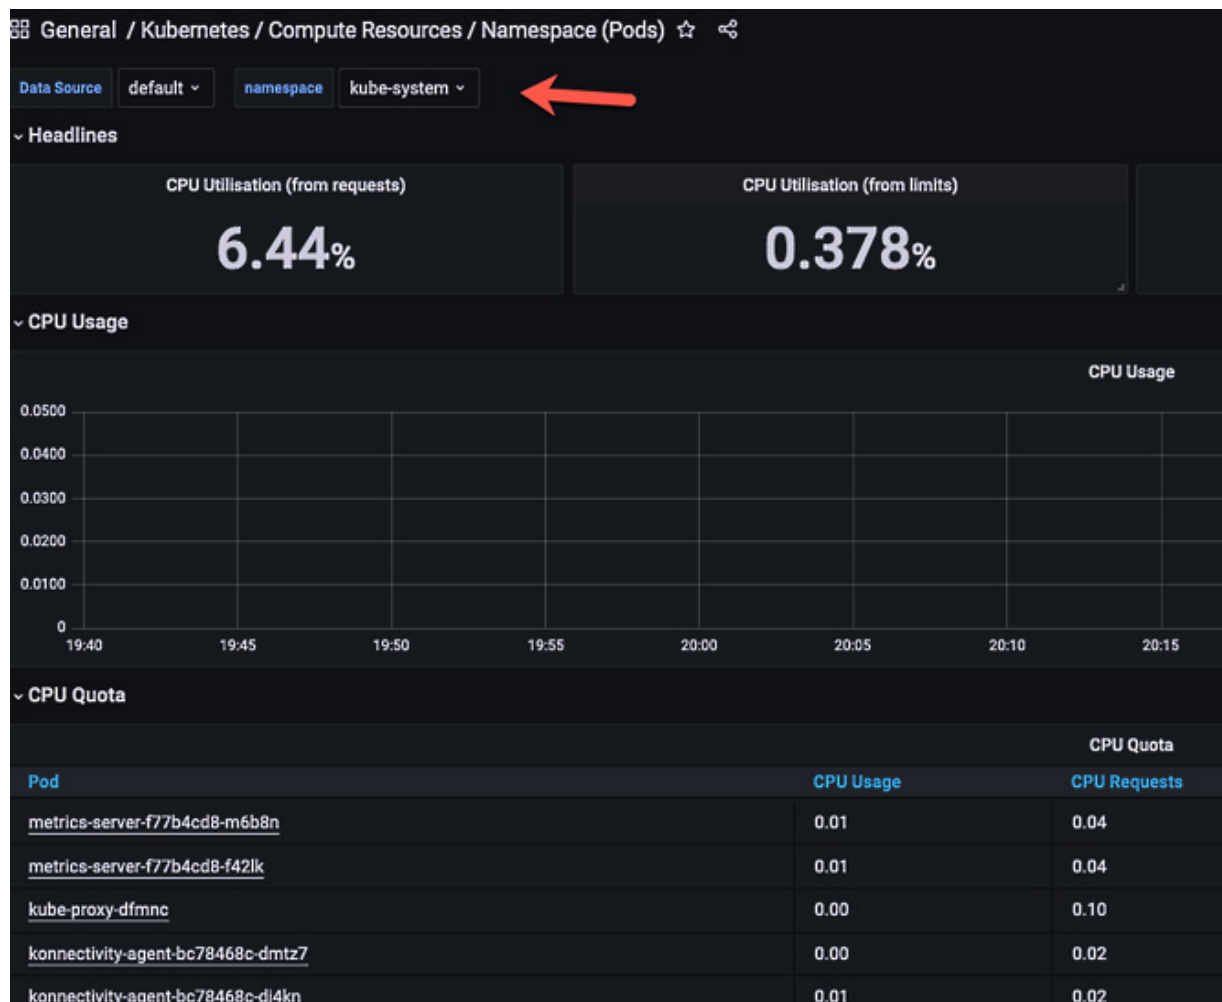 General / Kubernetes / Compute Resources / Namespace (Pods)
Data Source default namespace kube-system
Headlines
CPU Utilisation (from requests) CPU Utilisation (from limits)
6.44% 0.378%
CPU Usage
CPU Usage
0.0500
0.0400
0.0300
0.0200
0.0100
0
19:40 19:45 19:50 19:55 20:00 20:05 20:10 20:15
CPU Quota
CPU Quota
Pod CPU Usage CPU Requests
metrics-server-f77b4cd8-m6b8n 0.01 0.04
metrics-server-f77b4cd8-f42lk 0.01 0.04
kube-proxy-dfmnc 0.00 0.10
konnectivity-agent-bc78468c-dmtz7 0.00 0.02
konnectivity-agent-bc78468c-dj4kn 0.01 0.02